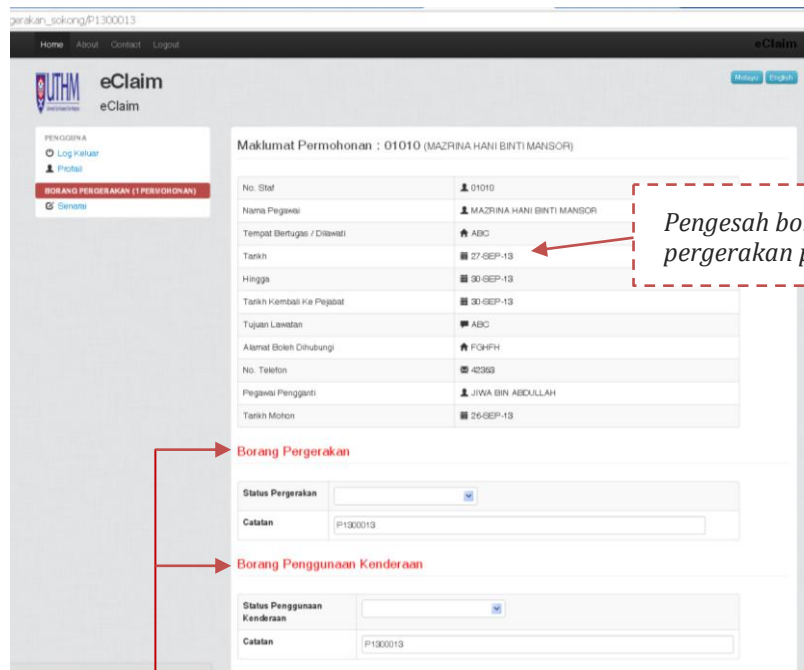 gerakan_sokong/P1300013
Home About Contact Logout eClaim
UTHM eClaim Melayu English
eClaim
PENGGUNA
Log Keluar
Profail
BORANG PERGERAKAN (1 PERMOHONAN)
Senarai
Maklumat Permohonan : 01010 (MAZRINA HANI BINTI MANSOR)
No. Staf 01010
Nama Pegawai MAZRINA HANI BINTI MANSOR
Tempat Bertugas / Dilawati ABC
Tarikh 27-SEP-13
Hingga 30-SEP-13
Tarikh Kembali Ke Pejabat 30-SEP-13
Tujuan Lawatan ABC
Alamat Boleh Dihubungi FGHFH
No. Telefon 42353
Pegawai Pengganti JIWA BIN ABDULLAH
Tarikh Mohon 26-SEP-13
Pengesah bo
pergerakan p
Borang Pergerakan
Status Pergerakan
Catatan P1300013
Borang Penggunaan Kenderaan
Status Penggunaan
Kenderaan
Catatan P1300013